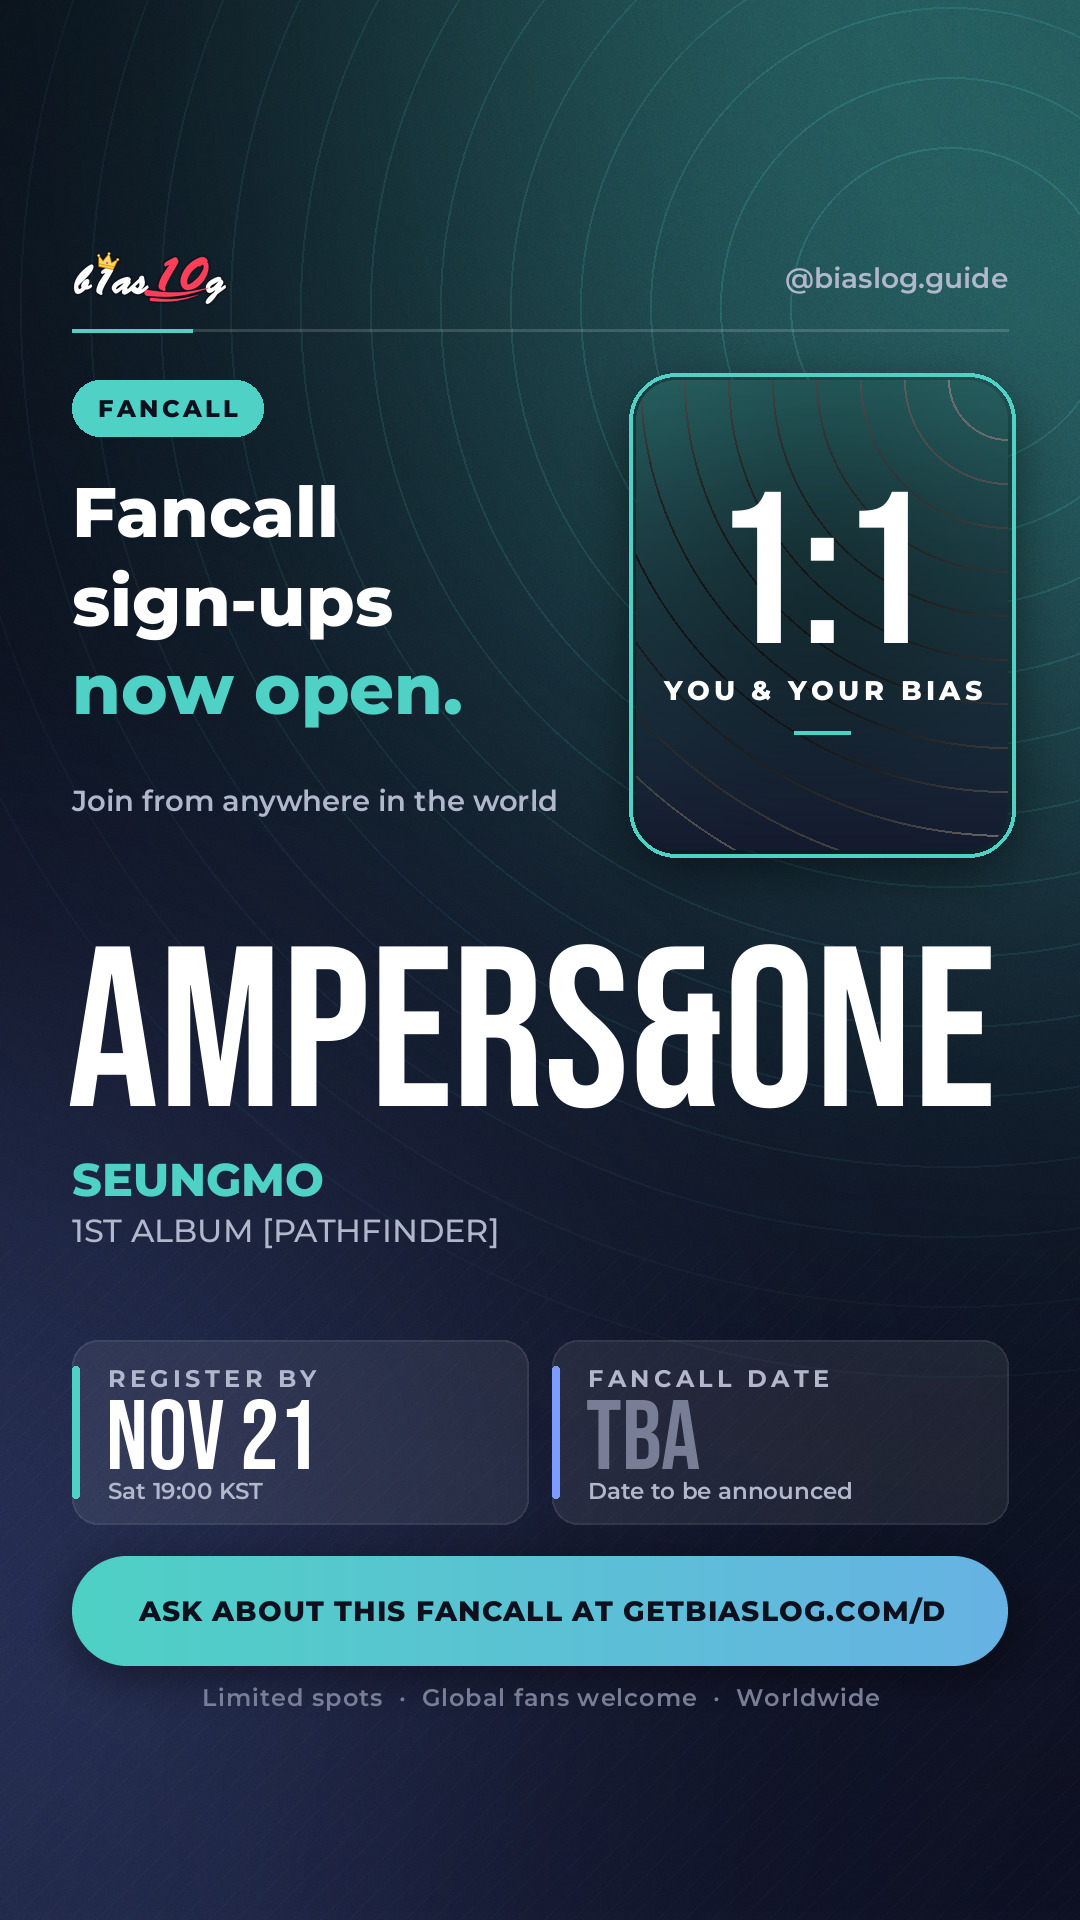 b1as10g
@biaslog.guide
FANCALL
Fancall
sign-ups
now open.
Join from anywhere in the world
1:1
YOU & YOUR BIAS
AMPERS&ONE
SEUNGMO
1ST ALBUM [PATHFINDER]
REGISTER BY
NOV 21
Sat 19:00 KST
FANCALL DATE
TBA
Date to be announced
ASK ABOUT THIS FANCALL AT GETBIASLOG.COM/D
Limited spots · Global fans welcome · Worldwide